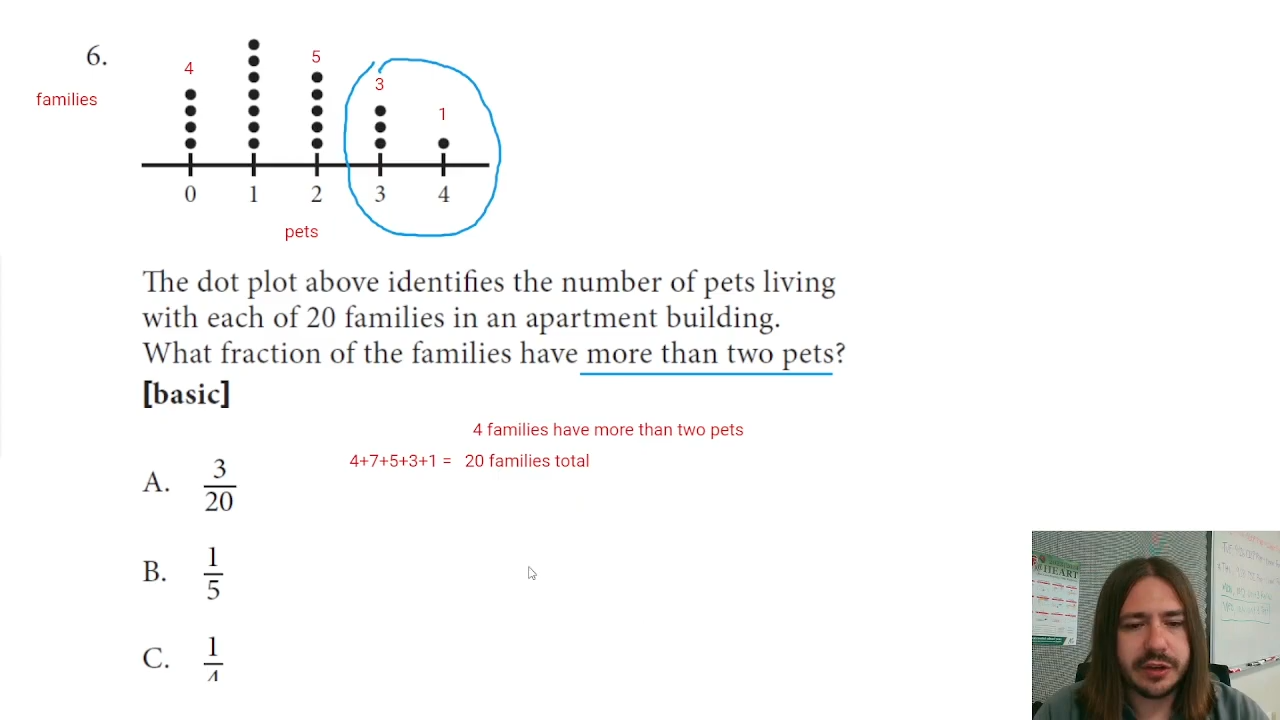 6.
families
4
5
3
1
0 1 2 3 4
pets
The dot plot above identifies the number of pets living
with each of 20 families in an apartment building.
What fraction of the families have more than two pets?
[basic]
4 families have more than two pets
4+7+5+3+1 = 20 families total
A. 3/20
B. 1/5
C. 1/4
HEART